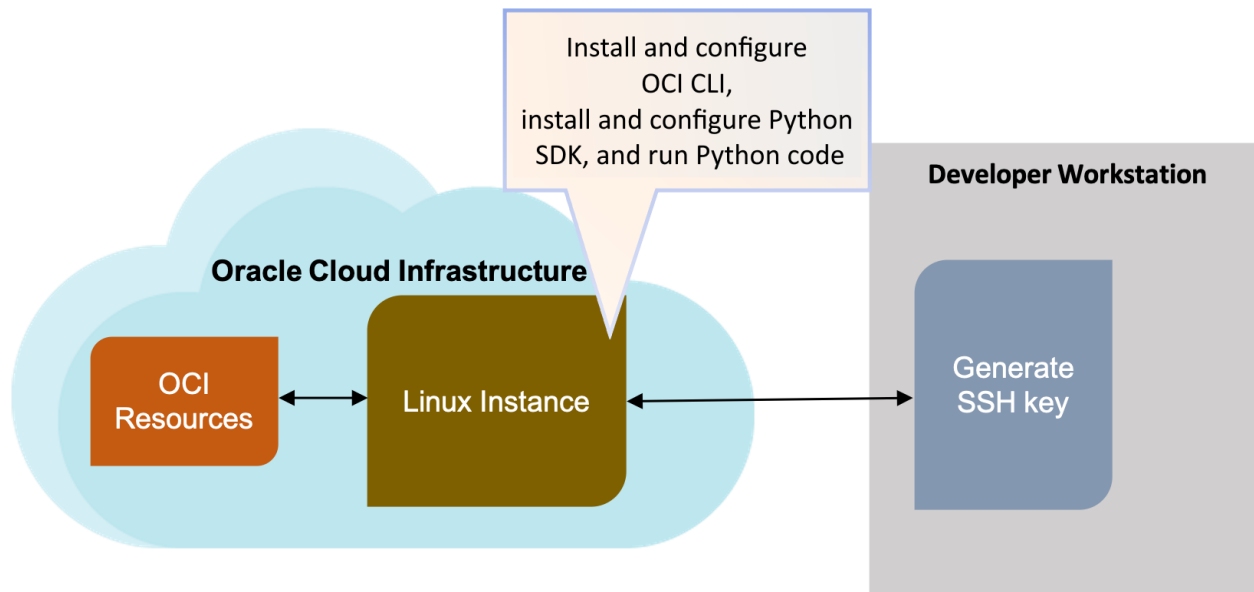 Install and configure
OCI CLI,
install and configure Python
SDK, and run Python code
Developer Workstation
Oracle Cloud Infrastructure
OCI
Resources
Linux Instance
Generate
SSH key